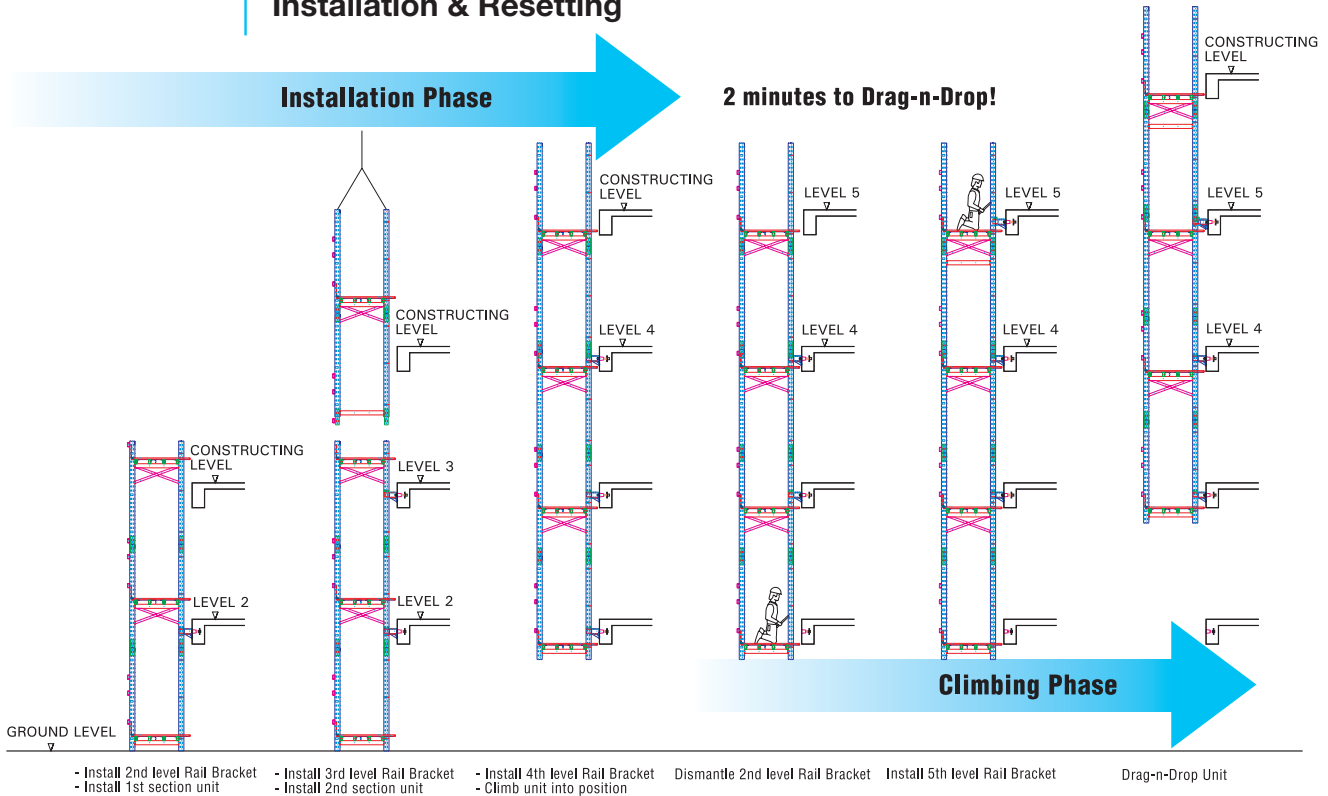 Installation & Resetting
Installation Phase
2 minutes to Drag-n-Drop!
CONSTRUCTING
LEVEL
CONSTRUCTING
LEVEL
LEVEL 5
LEVEL 5
LEVEL 5
CONSTRUCTING
LEVEL
LEVEL 4
LEVEL 4
LEVEL 4
LEVEL 4
CONSTRUCTING
LEVEL
LEVEL 3
LEVEL 2
LEVEL 2
Climbing Phase
GROUND LEVEL
- Install 2nd level Rail Bracket
- Install 1st section unit
- Install 3rd level Rail Bracket
- Install 2nd section unit
- Install 4th level Rail Bracket
- Climb unit into position
Dismantle 2nd level Rail Bracket
Install 5th level Rail Bracket
Drag-n-Drop Unit